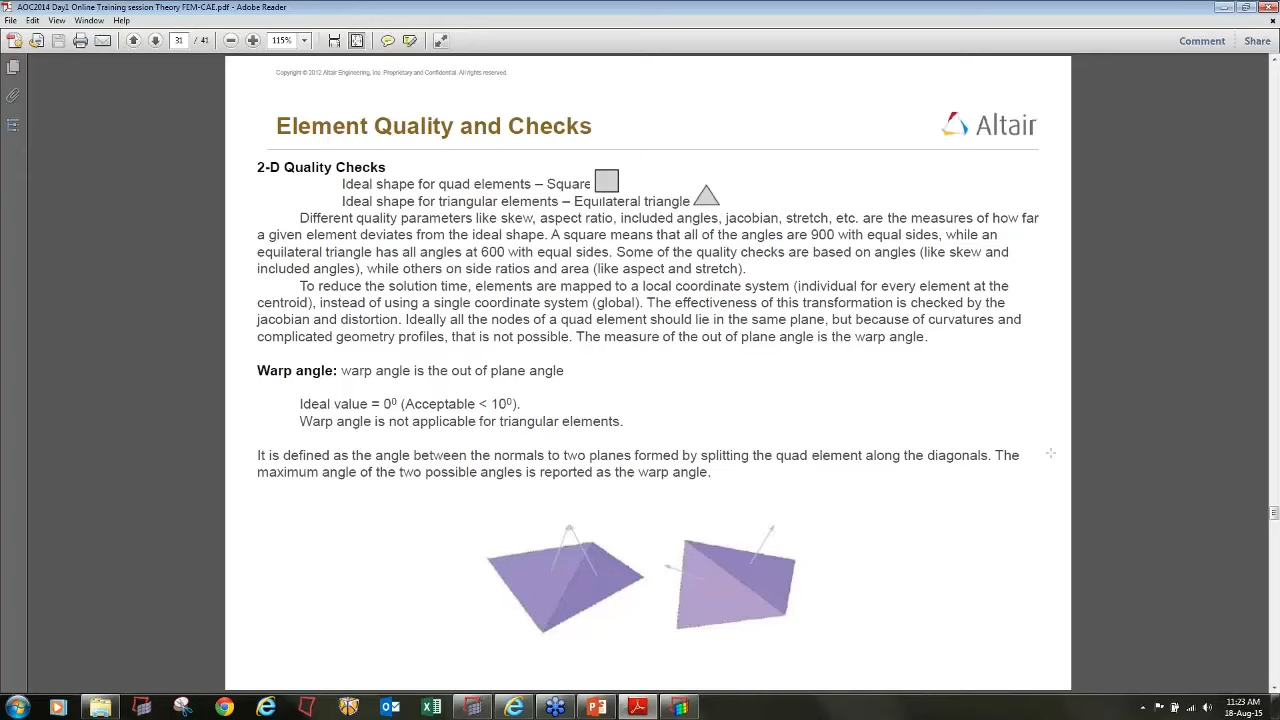 AOC2014 Day1 Online Training session Theory FEM-CAE.pdf - Adobe Reader
File Edit View Window Help
31 / 41 115% Comment Share
Copyright © 2012 Altair Engineering, Inc. Proprietary and Confidential. All rights reserved.
Element Quality and Checks
Altair
2-D Quality Checks
Ideal shape for quad elements – Square
Ideal shape for triangular elements – Equilateral triangle
Different quality parameters like skew, aspect ratio, included angles, jacobian, stretch, etc. are the measures of how far
a given element deviates from the ideal shape. A square means that all of the angles are 900 with equal sides, while an
equilateral triangle has all angles at 600 with equal sides. Some of the quality checks are based on angles (like skew and
included angles), while others on side ratios and area (like aspect and stretch).
To reduce the solution time, elements are mapped to a local coordinate system (individual for every element at the
centroid), instead of using a single coordinate system (global). The effectiveness of this transformation is checked by the
jacobian and distortion. Ideally all the nodes of a quad element should lie in the same plane, but because of curvatures and
complicated geometry profiles, that is not possible. The measure of the out of plane angle is the warp angle.
Warp angle: warp angle is the out of plane angle
Ideal value = 0⁰ (Acceptable < 10⁰).
Warp angle is not applicable for triangular elements.
It is defined as the angle between the normals to two planes formed by splitting the quad element along the diagonals. The
maximum angle of the two possible angles is reported as the warp angle.
11:23 AM
18-Aug-15